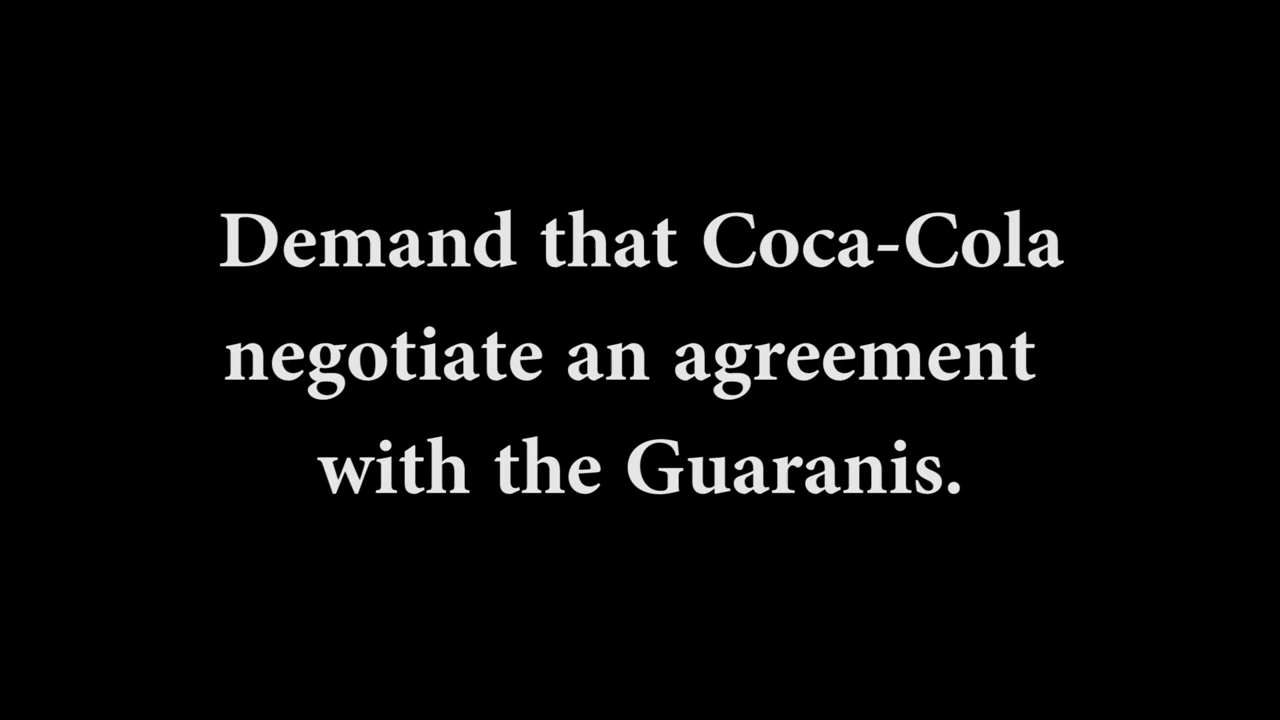 Demand that Coca-Cola
negotiate an agreement
with the Guaranis.